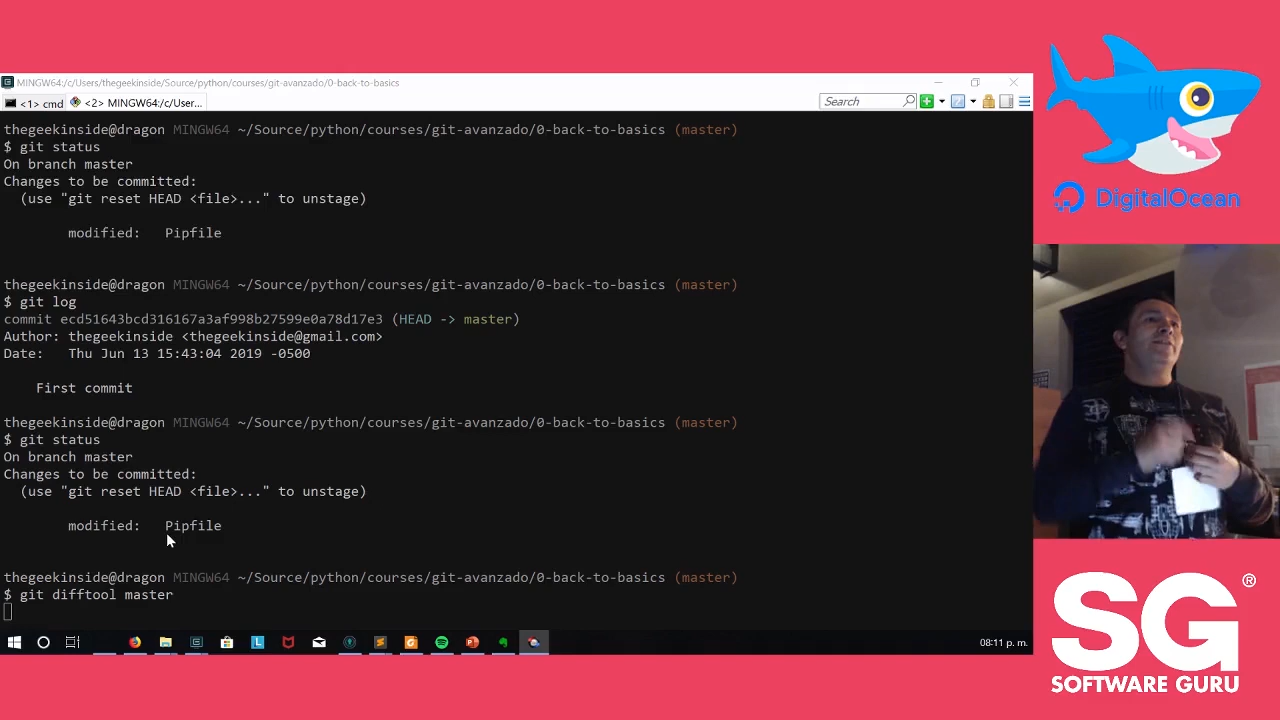 MINGW64:/c/Users/thegeekinside/Source/python/courses/git-avanzado/0-back-to-basics
<1> cmd
<2> MINGW64:/c/User...
Search
thegeekinside@dragon MINGW64 ~/Source/python/courses/git-avanzado/0-back-to-basics (master)
$ git status
On branch master
Changes to be committed:
(use "git reset HEAD <file>..." to unstage)
modified: Pipfile
thegeekinside@dragon MINGW64 ~/Source/python/courses/git-avanzado/0-back-to-basics (master)
$ git log
commit ecd51643bcd316167a3af998b27599e0a78d17e3 (HEAD -> master)
Author: thegeekinside <thegeekinside@gmail.com>
Date: Thu Jun 13 15:43:04 2019 -0500
First commit
thegeekinside@dragon MINGW64 ~/Source/python/courses/git-avanzado/0-back-to-basics (master)
$ git status
On branch master
Changes to be committed:
(use "git reset HEAD <file>..." to unstage)
modified: Pipfile
thegeekinside@dragon MINGW64 ~/Source/python/courses/git-avanzado/0-back-to-basics (master)
$ git difftool master
08:11 p. m.
DigitalOcean
SG®
SOFTWARE GURU